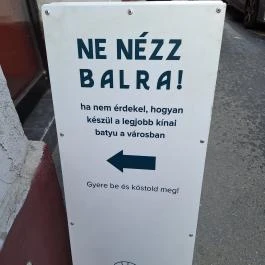 NE NÉZZ
BALRA!
ha nem érdekel, hogyan
készül a legjobb kínai
batyu a városban
Gyere be és kóstold meg!